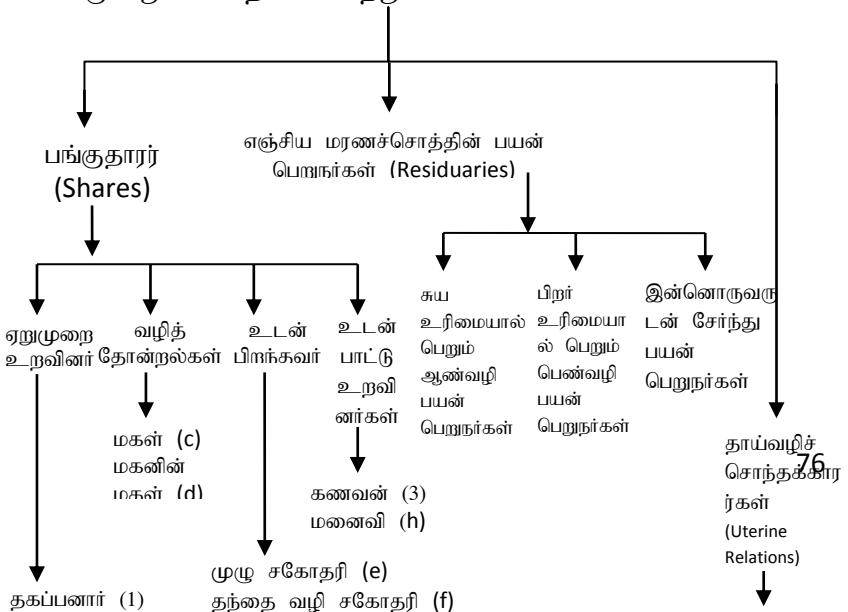 பங்குதாரர்
(Shares)
எஞ்சிய மரணச்சொத்தின் பயன்
பெறுநர்கள் (Residuaries)
ஏறுமுறை
உறவினர்
வழித்
தோன்றல்கள்
உடன்
பிறந்தவர்
உடன்
பாட்டு
உறவி
னர்கள்
சுய
உரிமையால்
பெறும்
ஆண்வழி
பயன்
பெறுநர்கள்
பிறர்
உரிமையா
ல் பெறும்
பெண்வழி
பயன்
பெறுநர்கள்
இன்னொருவரு
டன் சேர்ந்து
பயன்
பெறுநர்கள்
தாய்வழிச்
சொந்தக்கார
ர்கள்
(Uterine
Relations)
76
மகள் (c)
மகனின்
மகள் (d)
கணவன் (3)
மனைவி (h)
முழு சகோதரி (e)
தந்தை வழி சகோதரி (f)
தகப்பனார் (1)